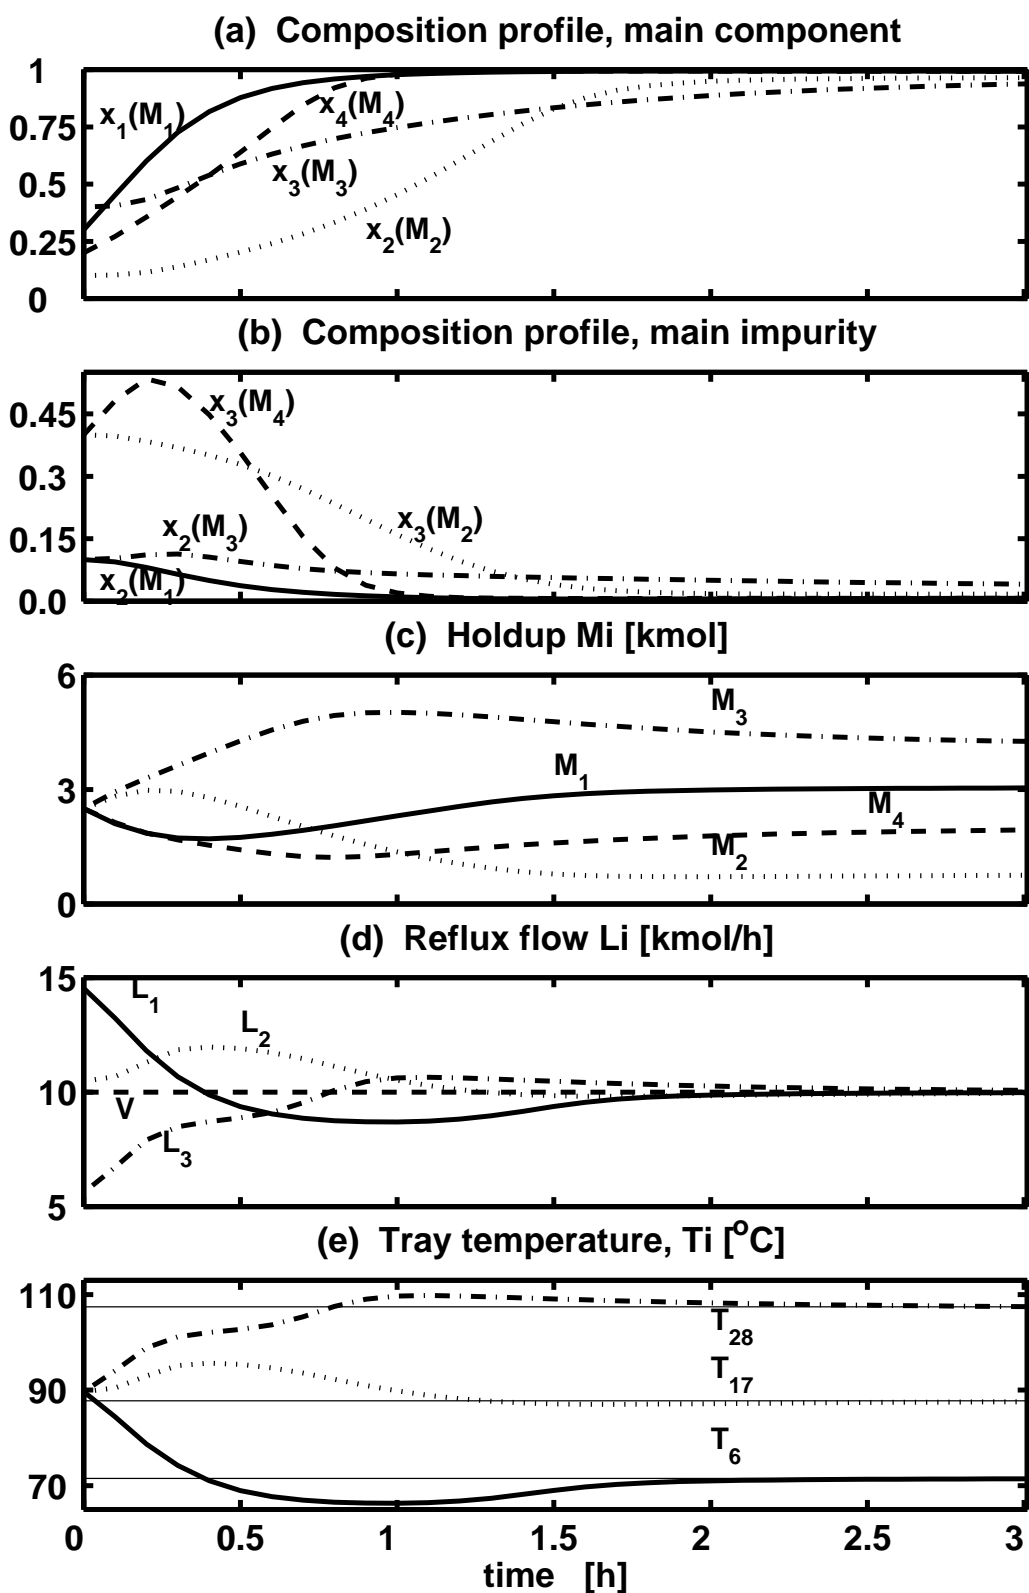 (a) Composition profile, main component
1
0.75
0.5
0.25
0
x1(M1)
x4(M4)
x3(M3)
x2(M2)
(b) Composition profile, main impurity
0.45
0.3
0.15
0.0
x3(M4)
x3(M2)
x2(M3)
x2(M1)
(c) Holdup Mi [kmol]
6
3
0
M3
M1
M4
M2
(d) Reflux flow Li [kmol/h]
15
10
5
L1
L2
V
L3
(e) Tray temperature, Ti [°C]
110
90
70
T28
T17
T6
0 0.5 1 1.5 2 2.5 3
time [h]